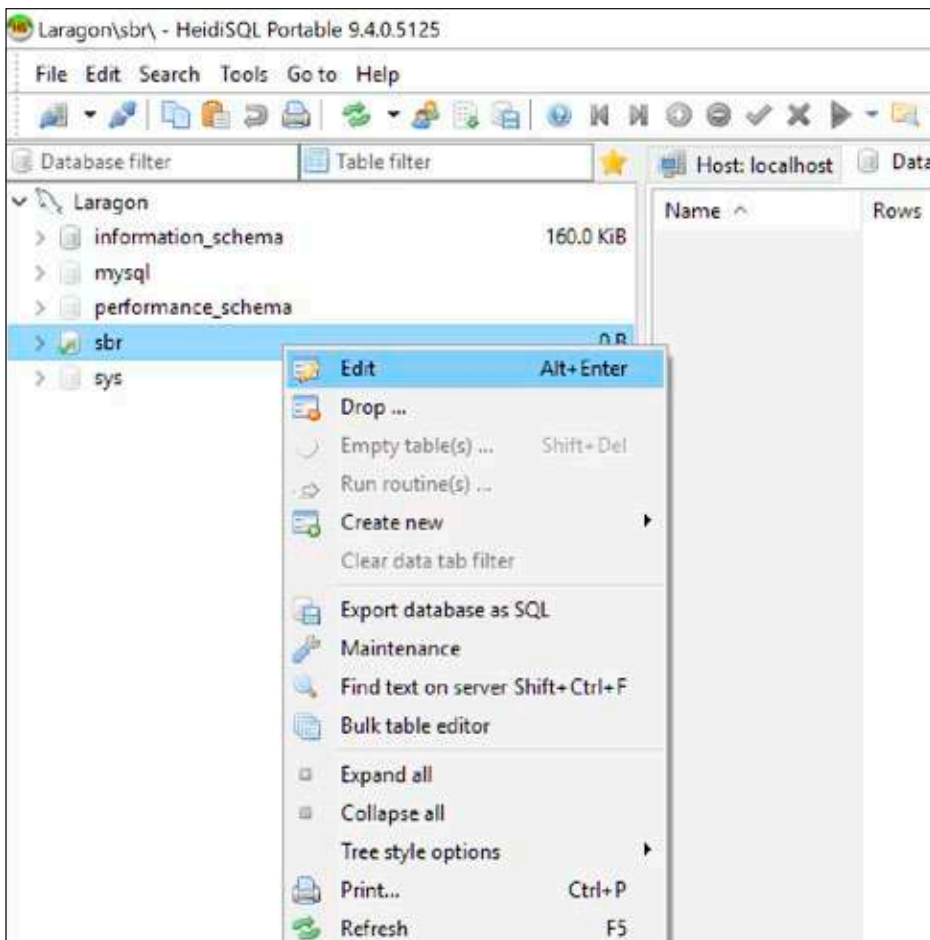 Laragon\sbr\ - HeidiSQL Portable 9.4.0.5125
File Edit Search Tools Go to Help
Database filter Table filter Host: localhost Data
Laragon Name Rows
information_schema 160.0 KiB
mysql
performance_schema
sbr 0 B
sys
Edit Alt+Enter
Drop ...
Empty table(s) ... Shift+Del
Run routine(s) ...
Create new
Clear data tab filter
Export database as SQL
Maintenance
Find text on server Shift+Ctrl+F
Bulk table editor
Expand all
Collapse all
Tree style options
Print... Ctrl+P
Refresh F5